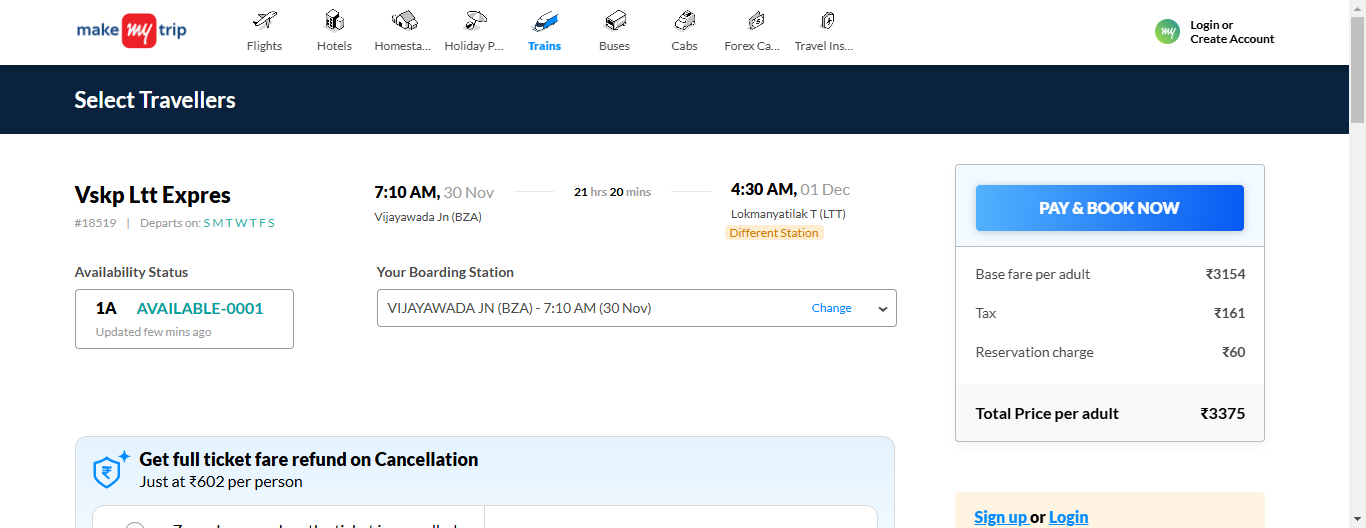 make my trip
Flights
Hotels
Homesta...
Holiday P...
Trains
Buses
Cabs
Forex Ca...
Travel Ins...
my
Login or
Create Account
Select Travellers
Vskp Ltt Expres
#18519 | Departs on: S M T W T F S
7:10 AM, 30 Nov
Vijayawada Jn (BZA)
21 hrs 20 mins
4:30 AM, 01 Dec
Lokmanyatilak T (LTT)
Different Station
Availability Status
1A AVAILABLE-0001
Updated few mins ago
Your Boarding Station
VIJAYAWADA JN (BZA) - 7:10 AM (30 Nov) Change
PAY & BOOK NOW
Base fare per adult ₹3154
Tax ₹161
Reservation charge ₹60
Total Price per adult ₹3375
Get full ticket fare refund on Cancellation
Just at ₹602 per person
Sign up or Login